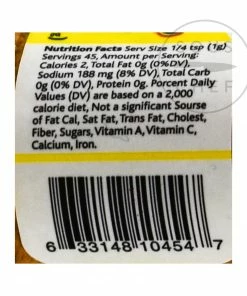 Nutrition Facts Serv Size 1/4 tsp (1g)
Servings 45, Amount per Serving:
Calories 2, Total Fat 0g (0%DV),
Sodium 188 mg (8% DV), Total Carb
0g (0% DV), Protein 0g. Porcent Daily
Values (DV) are based on a 2,000
calorie diet, Not a significant Sourse
of Fat Cal, Sat Fat, Trans Fat, Cholest,
Fiber, Sugars, Vitamin A, Vitamin C,
Calcium, Iron.
6 33148 10454 7